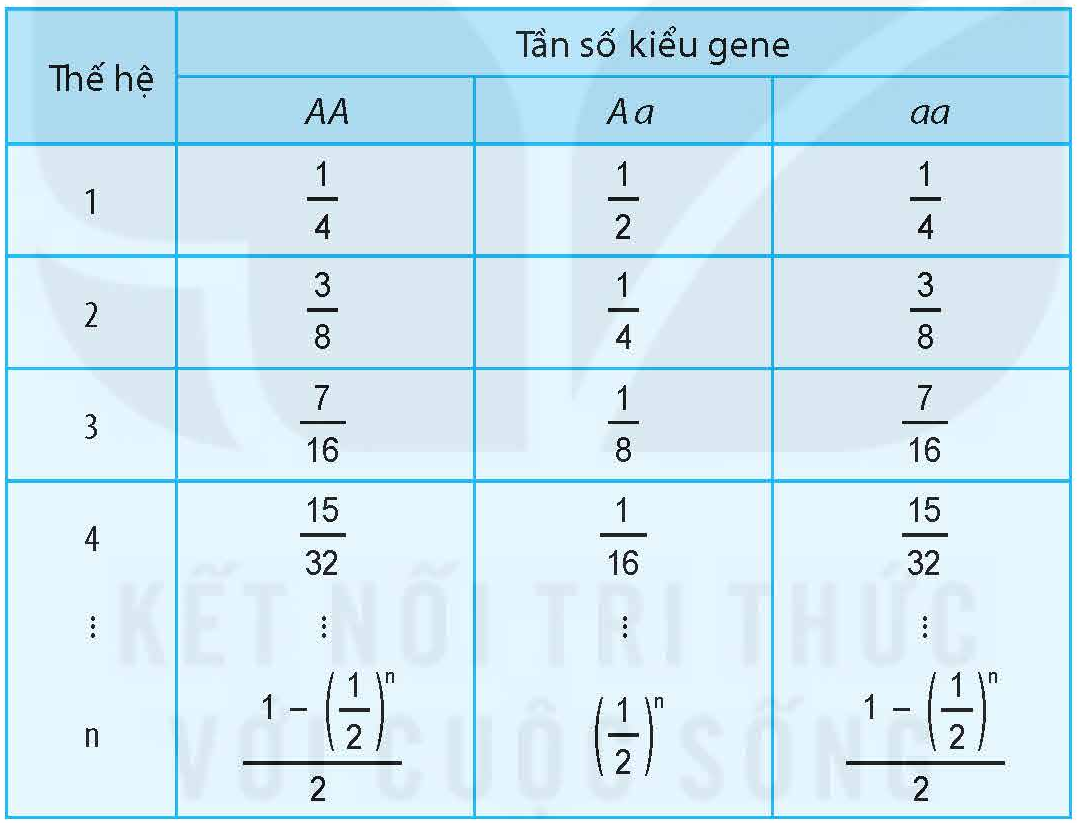 Thế hệ Tần số kiểu gene
AA Aa aa
1 1/4 1/2 1/4
2 3/8 1/4 3/8
3 7/16 1/8 7/16
4 15/32 1/16 15/32
⋮ ⋮ ⋮ ⋮
n (1 – (1/2)ⁿ)/2 (1/2)ⁿ (1 – (1/2)ⁿ)/2
KẾT NỐI TRI THỨC
VỚI CUỘC SỐNG